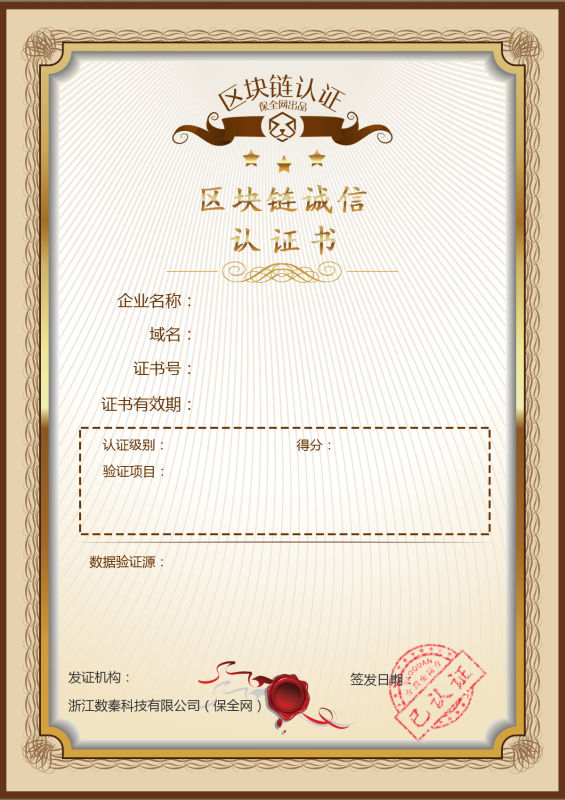 区块链认证
保全网出品
区块链诚信
认证书
企业名称：
域名：
证书号：
证书有效期：
认证级别： 得分：
验证项目：
数据验证源：
发证机构： 签发日期：
浙江数秦科技有限公司（保全网）
已认证